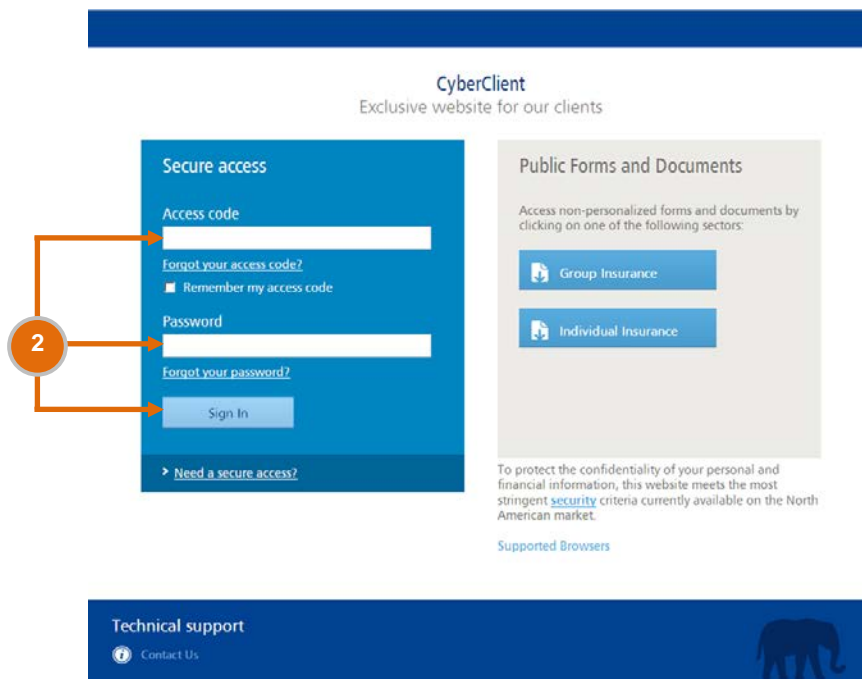 CyberClient
Exclusive website for our clients
Secure access
Access code
Forgot your access code?
Remember my access code
Password
Forgot your password?
Sign In
> Need a secure access?
2
Public Forms and Documents
Access non-personalized forms and documents by
clicking on one of the following sectors:
Group Insurance
Individual Insurance
To protect the confidentiality of your personal and
financial information, this website meets the most
stringent security criteria currently available on the North
American market.
Supported Browsers
Technical support
Contact Us